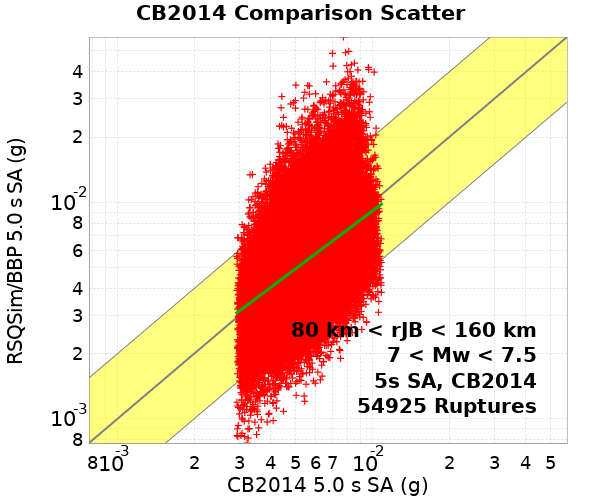 CB2014 Comparison Scatter
4
3
2
10-2
8
6
4
3
2
10-3
8
RSQSim/BBP 5.0 s SA (g)
80 km < rJB < 160 km
7 < Mw < 7.5
5s SA, CB2014
54925 Ruptures
8 10-3 2 3 4 5 6 7 10-2 2 3 4 5
CB2014 5.0 s SA (g)